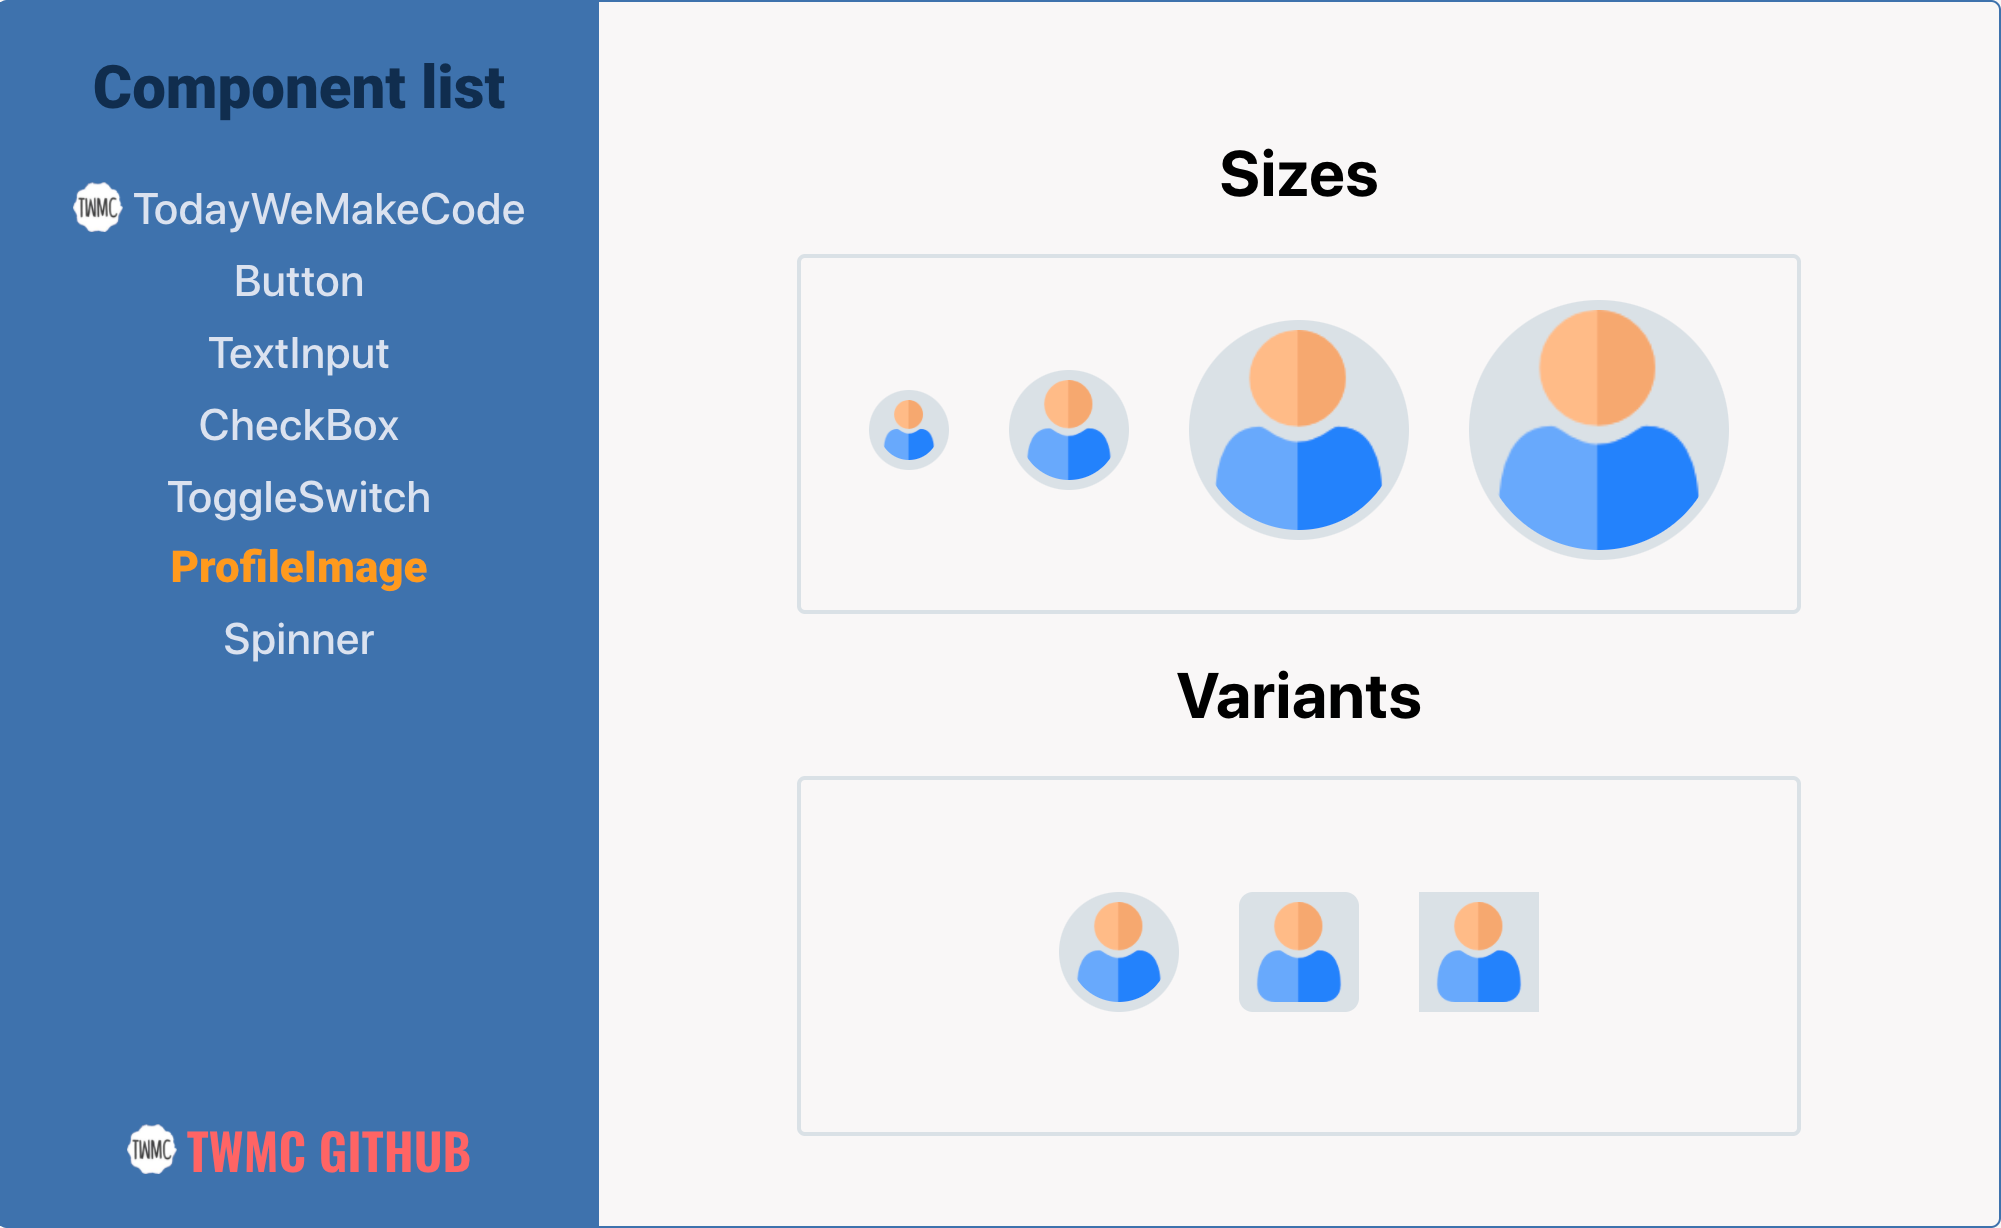 Component list
TWMC TodayWeMakeCode
Button
TextInput
CheckBox
ToggleSwitch
ProfileImage
Spinner
TWMC TWMC GITHUB
Sizes
Variants